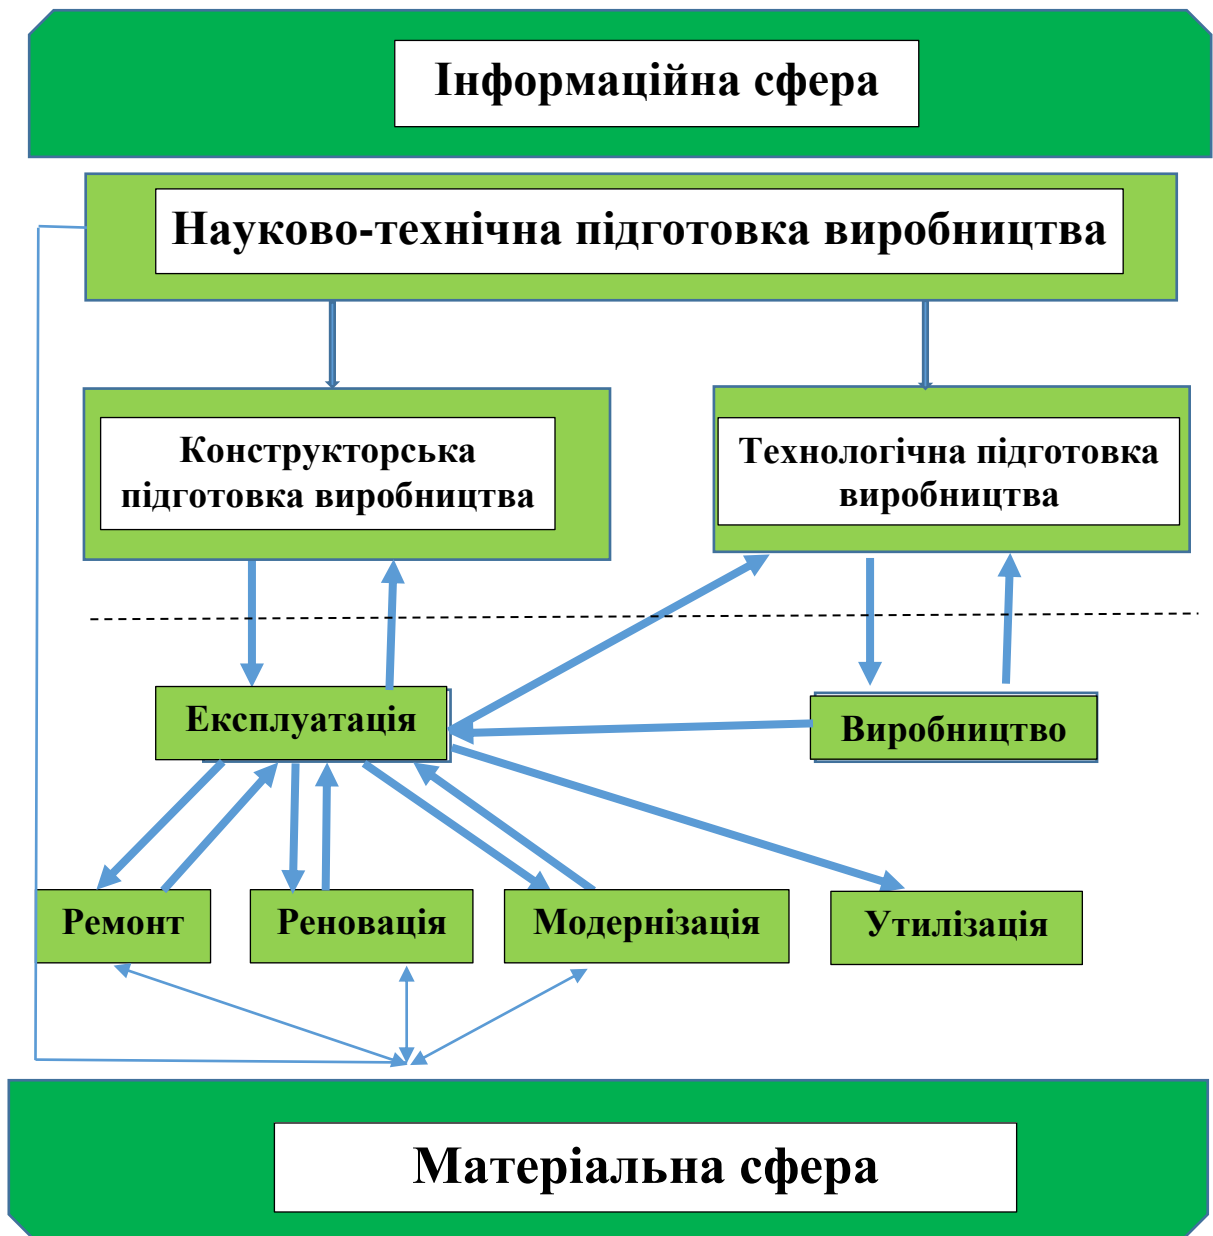 Інформаційна сфера
Науково-технічна підготовка виробництва
Конструкторська
підготовка виробництва
Технологічна підготовка
виробництва
Експлуатація
Виробництво
Ремонт
Реновація
Модернізація
Утилізація
Матеріальна сфера